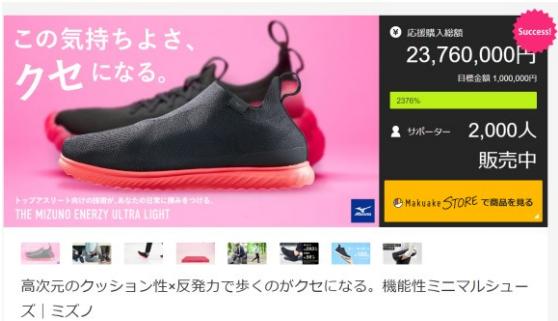 この気持ちよさ、
クセになる。
トップアスリート向けの技術が、あなたの日常に弾みをつける。
THE MIZUNO ENERZY ULTRA LIGHT
MIZUNO
Success!
応援購入総額
23,760,000円
目標金額 1,000,000円
2376%
サポーター 2,000人
販売中
Makuake STORE で商品を見る
高次元のクッション性×反発力で歩くのがクセになる。機能性ミニマルシュー
ズ｜ミズノ